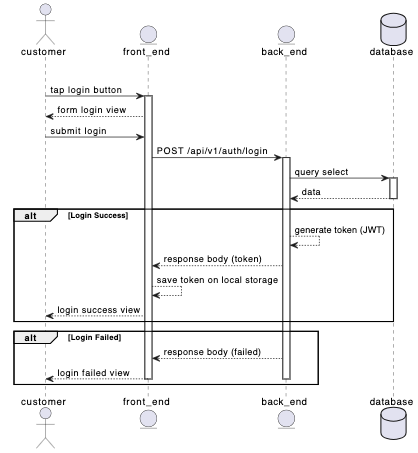 customer front_end back_end database
tap login button
form login view
submit login
POST /api/v1/auth/login
query select
data
alt [Login Success]
generate token (JWT)
response body (token)
save token on local storage
login success view
alt [Login Failed]
response body (failed)
login failed view
customer front_end back_end database